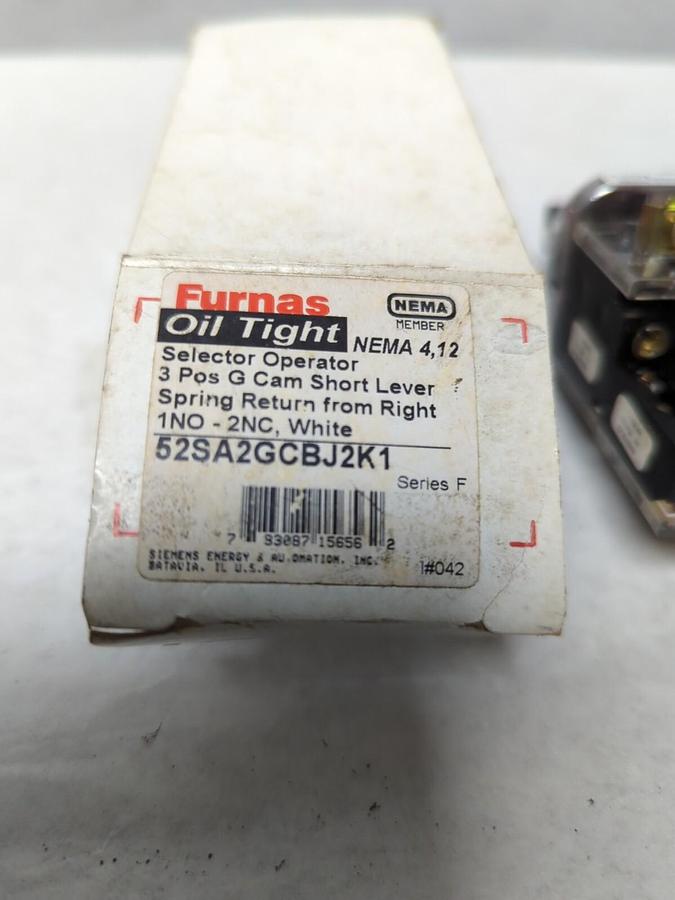 Furnas
NEMA
MEMBER
Oil Tight NEMA 4,12
Selector Operator
3 Pos G Cam Short Lever
Spring Return from Right
1NO - 2NC, White
52SA2GCBJ2K1
Series F
7 93087 15656 2
SIEMENS ENERGY & AUTOMATION, INC.
BATAVIA, IL U.S.A.
I#042